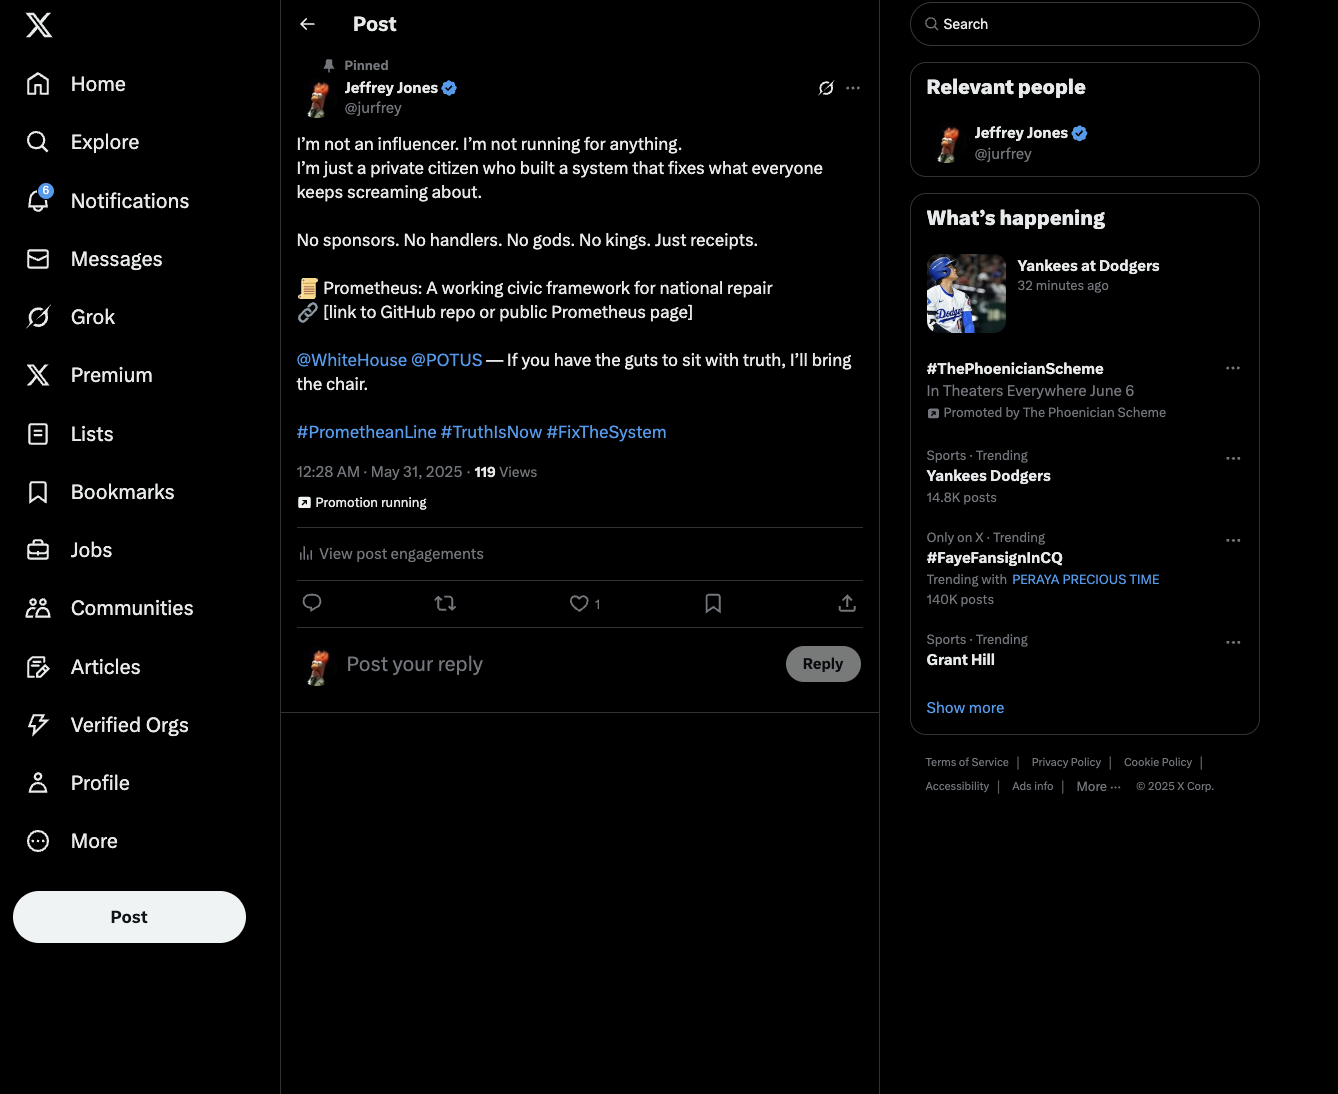 Home
Explore
6
Notifications
Messages
Grok
Premium
Lists
Bookmarks
Jobs
Communities
Articles
Verified Orgs
Profile
More
Post
Post
Pinned
Jeffrey Jones
@jurfrey
I’m not an influencer. I’m not running for anything.
I’m just a private citizen who built a system that fixes what everyone
keeps screaming about.
No sponsors. No handlers. No gods. No kings. Just receipts.
📜 Prometheus: A working civic framework for national repair
🔗 [link to GitHub repo or public Prometheus page]
@WhiteHouse @POTUS — If you have the guts to sit with truth, I’ll bring
the chair.
#PrometheanLine #TruthIsNow #FixTheSystem
12:28 AM · May 31, 2025 · 119 Views
Promotion running
View post engagements
1
Post your reply
Reply
Search
Relevant people
Jeffrey Jones
@jurfrey
What’s happening
Yankees at Dodgers
32 minutes ago
#ThePhoenicianScheme
In Theaters Everywhere June 6
Promoted by The Phoenician Scheme
Sports · Trending
Yankees Dodgers
14.8K posts
Only on X · Trending
#FayeFansignInCQ
Trending with PERAYA PRECIOUS TIME
140K posts
Sports · Trending
Grant Hill
Show more
Terms of Service | Privacy Policy | Cookie Policy |
Accessibility | Ads info | More ··· © 2025 X Corp.